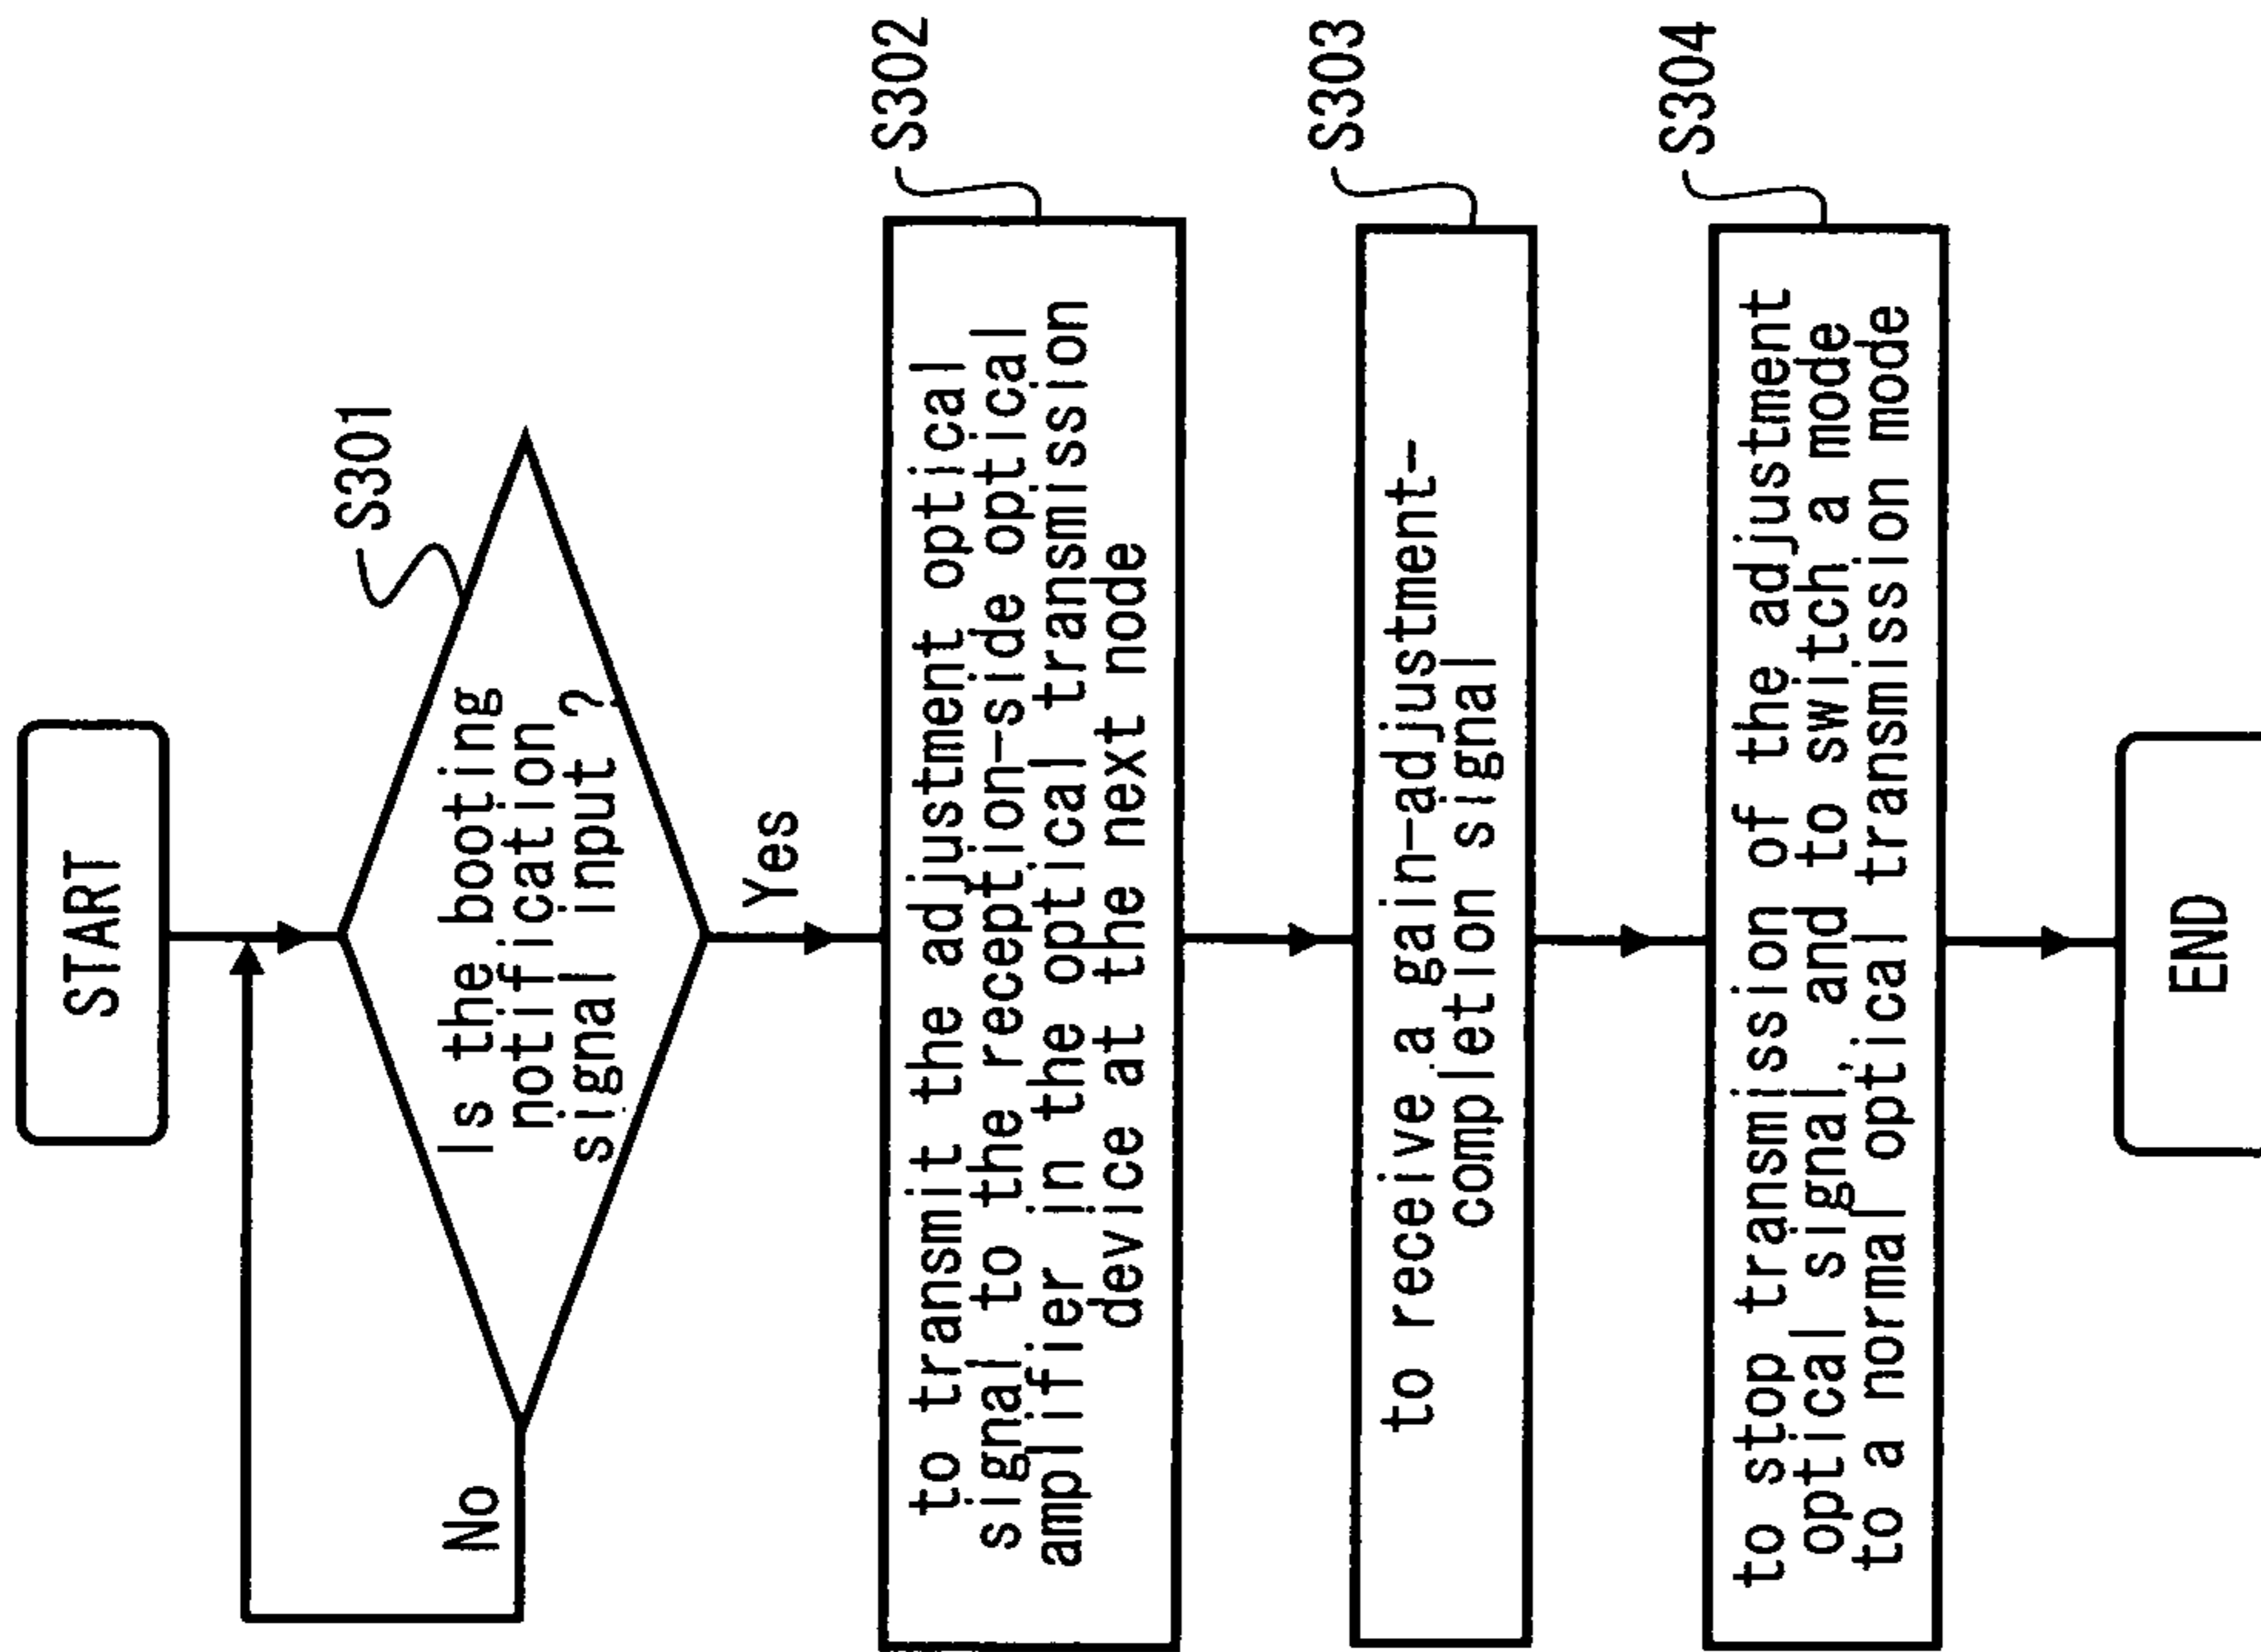 START
S301
Is the booting
notification
signal input ?
No
Yes
S302
to transmit the adjustment optical
signal to the reception-side optical
amplifier in the optical transmission
device at the next node
S303
to receive a gain-adjustment-
completion signal
S304
to stop transmission of the adjustment
optical signal, and to switch a mode
to a normal optical transmission mode
END